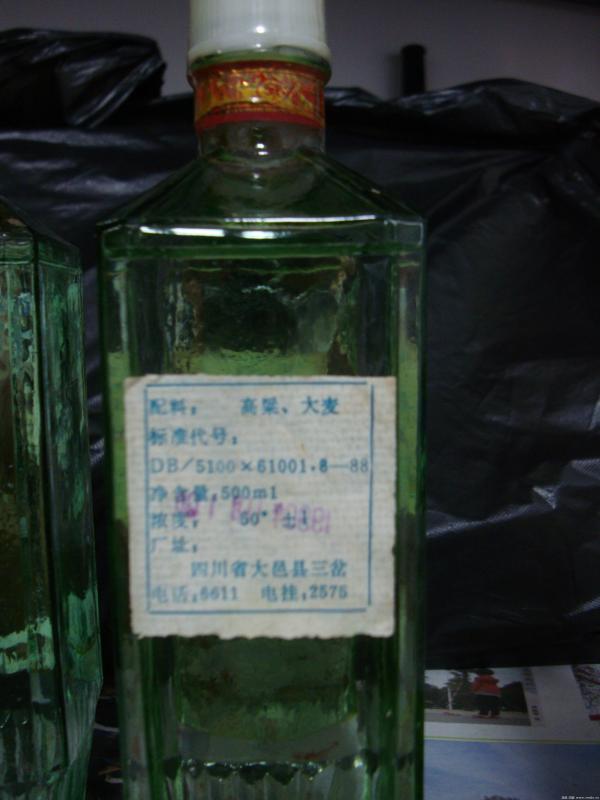 配料： 高粱、大麦
标准代号：
DB/5100×61001.8—88
净含量：500ml
浓度： 50° ±1
厂址：
四川省大邑县三岔
电话：6611 电挂：2575